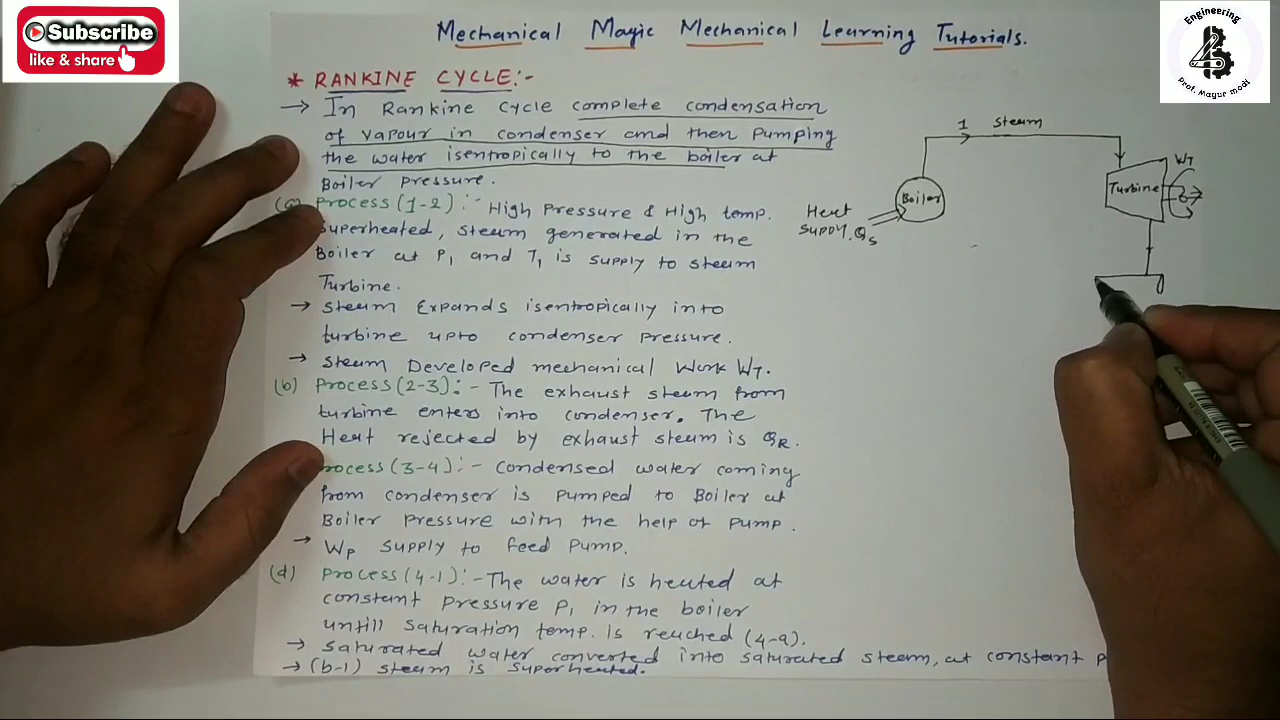 Subscribe
like & share
Engineering
Prof. Mayur modi
Mechanical Magic Mechanical Learning Tutorials.
* RANKINE CYCLE:-
→ In Rankine cycle complete condensation
of vapour in condenser and then pumping
the water isentropically to the boiler at
Boiler pressure.
(a) Process (1-2) :- High Pressure & High temp.
superheated, steam generated in the
Boiler at P1 and T1 is supply to steam
Turbine.
→ steam Expands isentropically into
turbine upto condenser pressure.
→ steam Developed mechanical Work WT.
(b) Process (2-3):- The exhaust steam from
turbine enters into condenser. The
Heat rejected by exhaust steam is QR.
rocess (3-4):- condensed water coming
from condenser is pumped to Boiler at
Boiler pressure with the help of pump.
→ Wp supply to feed pump.
(d) Process (4-1):- The water is heated at
constant pressure P1 in the boiler
untill saturation temp. is reached (4-a).
→ saturated water converted into saturated steam, at constant P
→ (b-1) steam is superheated.
1 steam
Boiler
Heat
supply, Qs
Turbine
WT